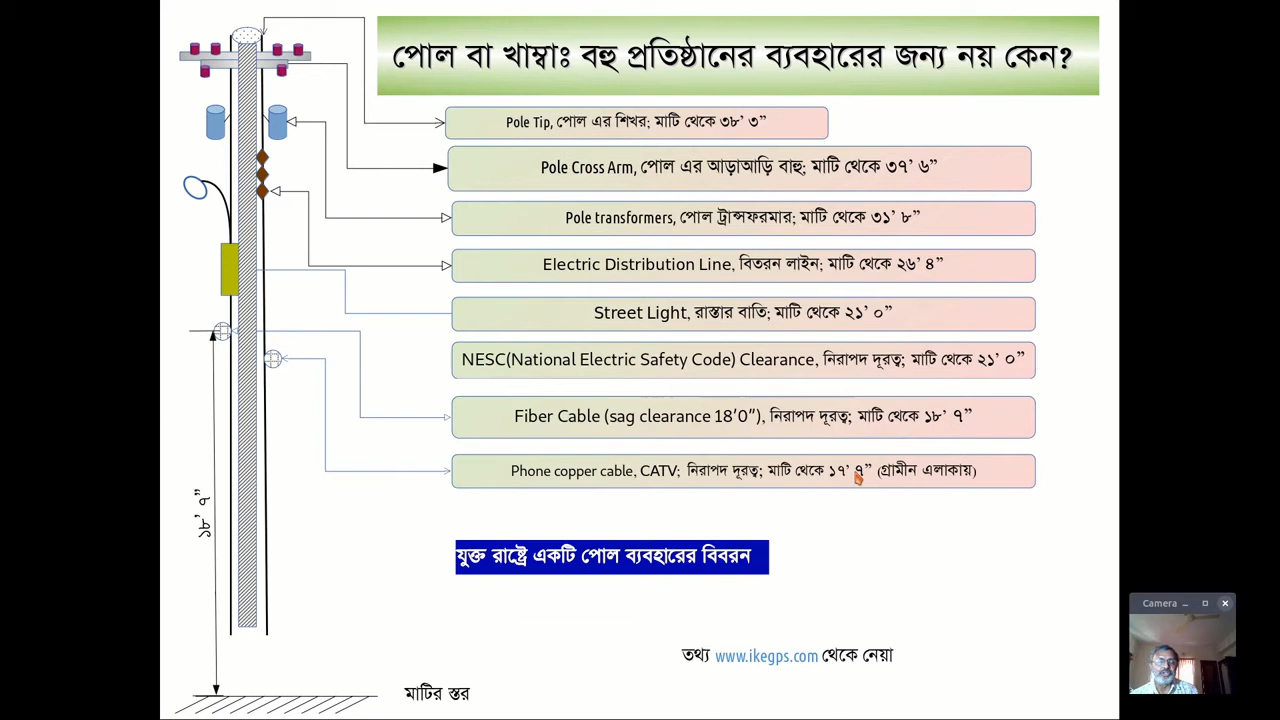 পোল বা খাম্বাঃ বহু প্রতিষ্ঠানের ব্যবহারের জন্য নয় কেন?
Pole Tip, পোল এর শিখর; মাটি থেকে ৩৮' ৩”
Pole Cross Arm, পোল এর আড়াআড়ি বাহু; মাটি থেকে ৩৭' ৬”
Pole transformers, পোল ট্রান্সফরমার; মাটি থেকে ৩১' ৮”
Electric Distribution Line, বিতরন লাইন; মাটি থেকে ২৬' ৪”
Street Light, রাস্তার বাতি; মাটি থেকে ২১' ০”
NESC(National Electric Safety Code) Clearance, নিরাপদ দূরত্ব; মাটি থেকে ২১' ০”
Fiber Cable (sag clearance 18'0"), নিরাপদ দূরত্ব; মাটি থেকে ১৮' ৭”
Phone copper cable, CATV; নিরাপদ দূরত্ব; মাটি থেকে ১৭' ৭” (গ্রামীন এলাকায়)
১৮' ৭”
যুক্ত রাষ্ট্রে একটি পোল ব্যবহারের বিবরন
Camera
তথ্য www.ikegps.com থেকে নেয়া
মাটির স্তর